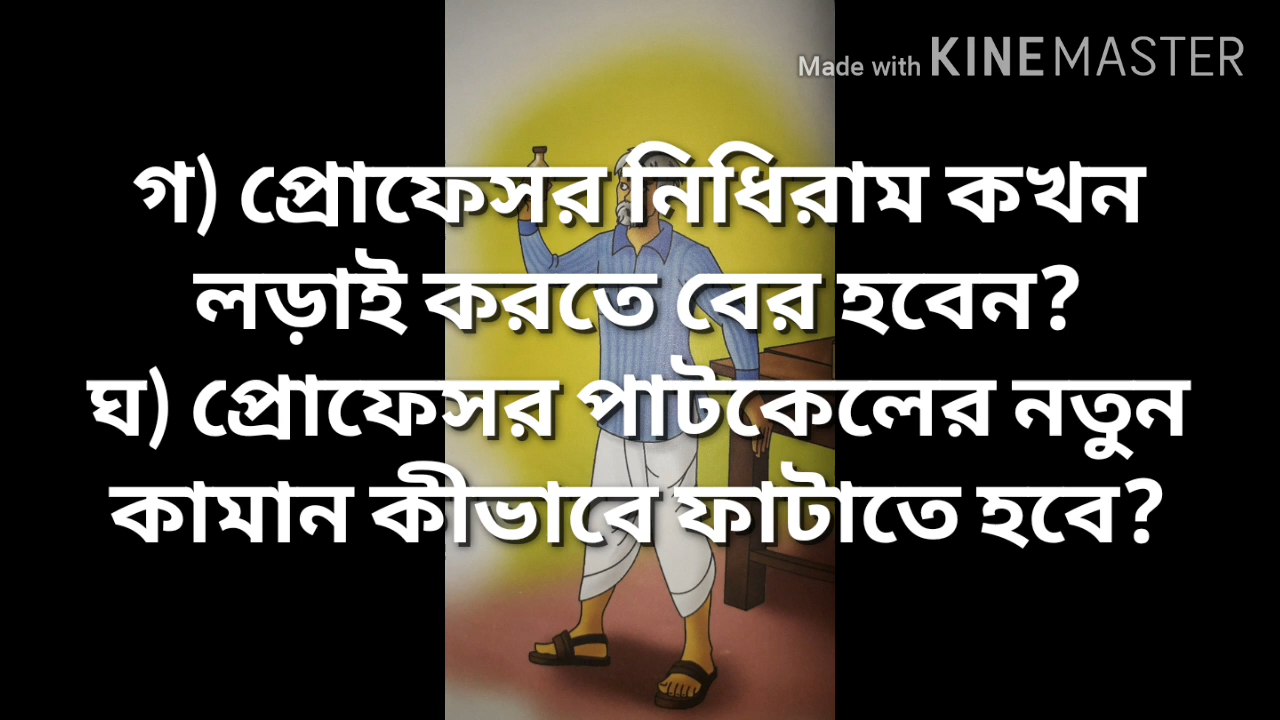 Made with KINEMASTER
গ) প্রোফেসর নিধিরাম কখন
লড়াই করতে বের হবেন?
ঘ) প্রোফেসর পাটকেলের নতুন
কামান কীভাবে ফাটাতে হবে?